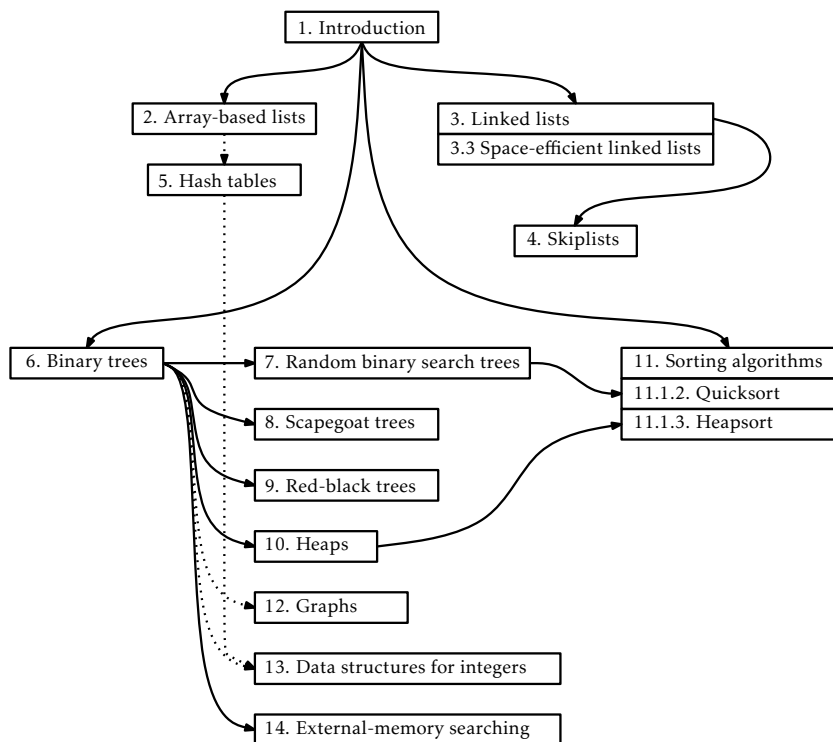 1. Introduction
2. Array-based lists
3. Linked lists
3.3 Space-efficient linked lists
5. Hash tables
4. Skiplists
6. Binary trees
7. Random binary search trees
11. Sorting algorithms
11.1.2. Quicksort
8. Scapegoat trees
11.1.3. Heapsort
9. Red-black trees
10. Heaps
12. Graphs
13. Data structures for integers
14. External-memory searching